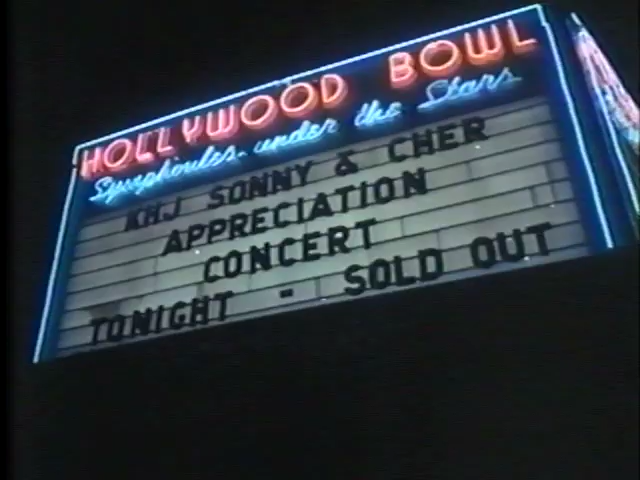 HOLLYWOOD BOWL
Symphonies under the Stars
KHJ SONNY & CHER
APPRECIATION
CONCERT
TONIGHT - SOLD OUT